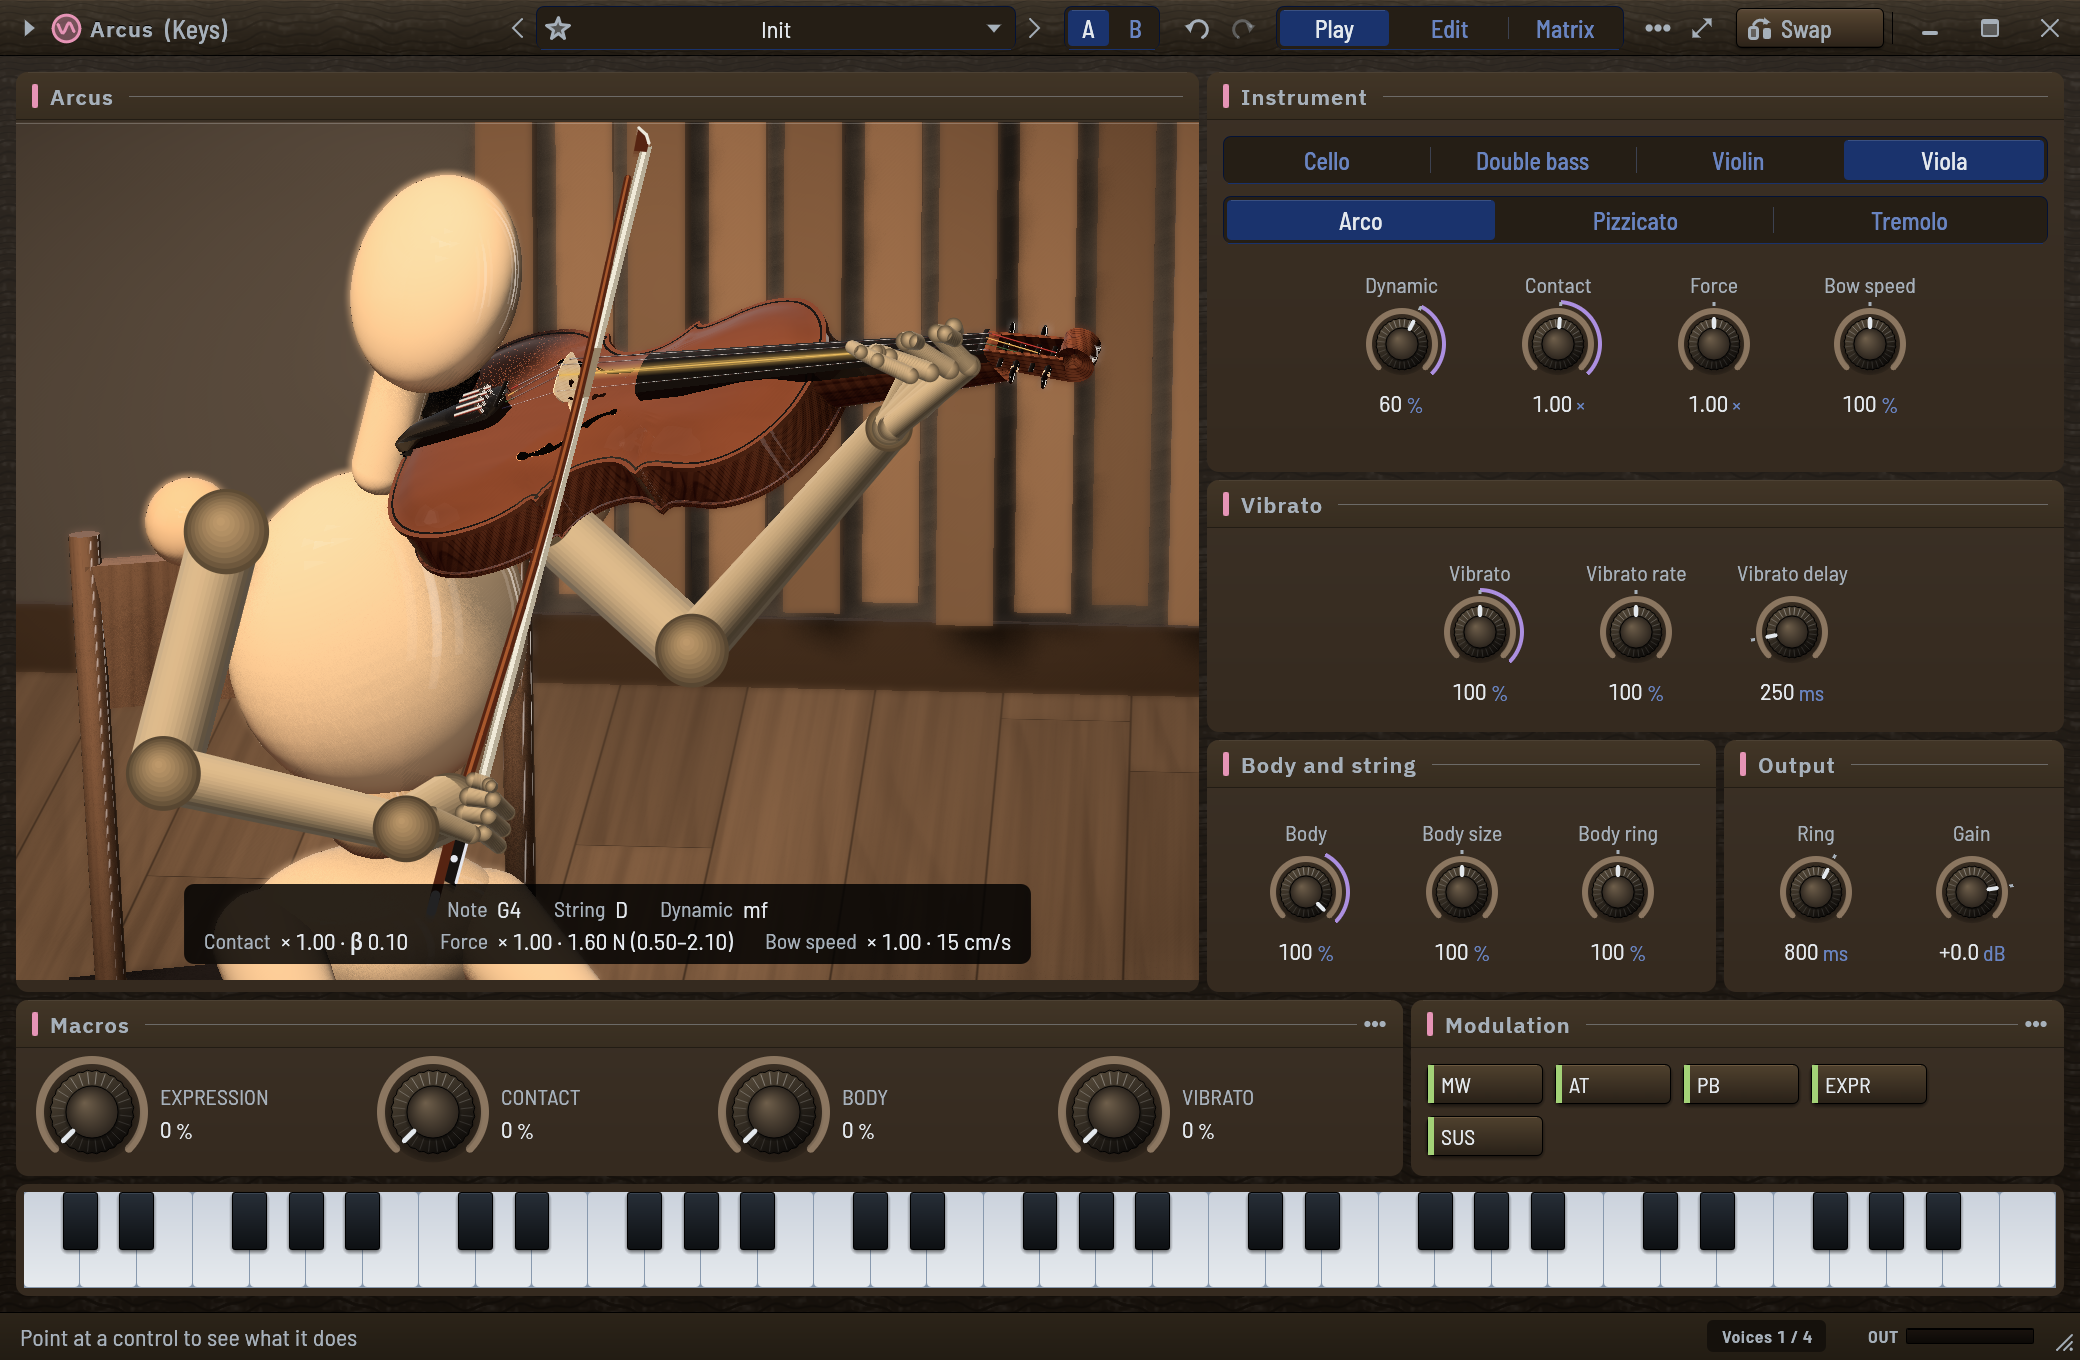 Arcus (Keys)
Init
A B
Play Edit Matrix
Swap
Arcus
Instrument
Cello Double bass Violin Viola
Arco Pizzicato Tremolo
Dynamic Contact Force Bow speed
60 % 1.00 × 1.00 × 100 %
Vibrato
Vibrato Vibrato rate Vibrato delay
100 % 100 % 250 ms
Body and string
Body Body size Body ring
100 % 100 % 100 %
Output
Ring Gain
800 ms +0.0 dB
Note G4 String D Dynamic mf
Contact × 1.00 · β 0.10 Force × 1.00 · 1.60 N (0.50–2.10) Bow speed × 1.00 · 15 cm/s
Macros
EXPRESSION
0 %
CONTACT
0 %
BODY
0 %
VIBRATO
0 %
Modulation
MW AT PB EXPR
SUS
Point at a control to see what it does
Voices 1 / 4 OUT